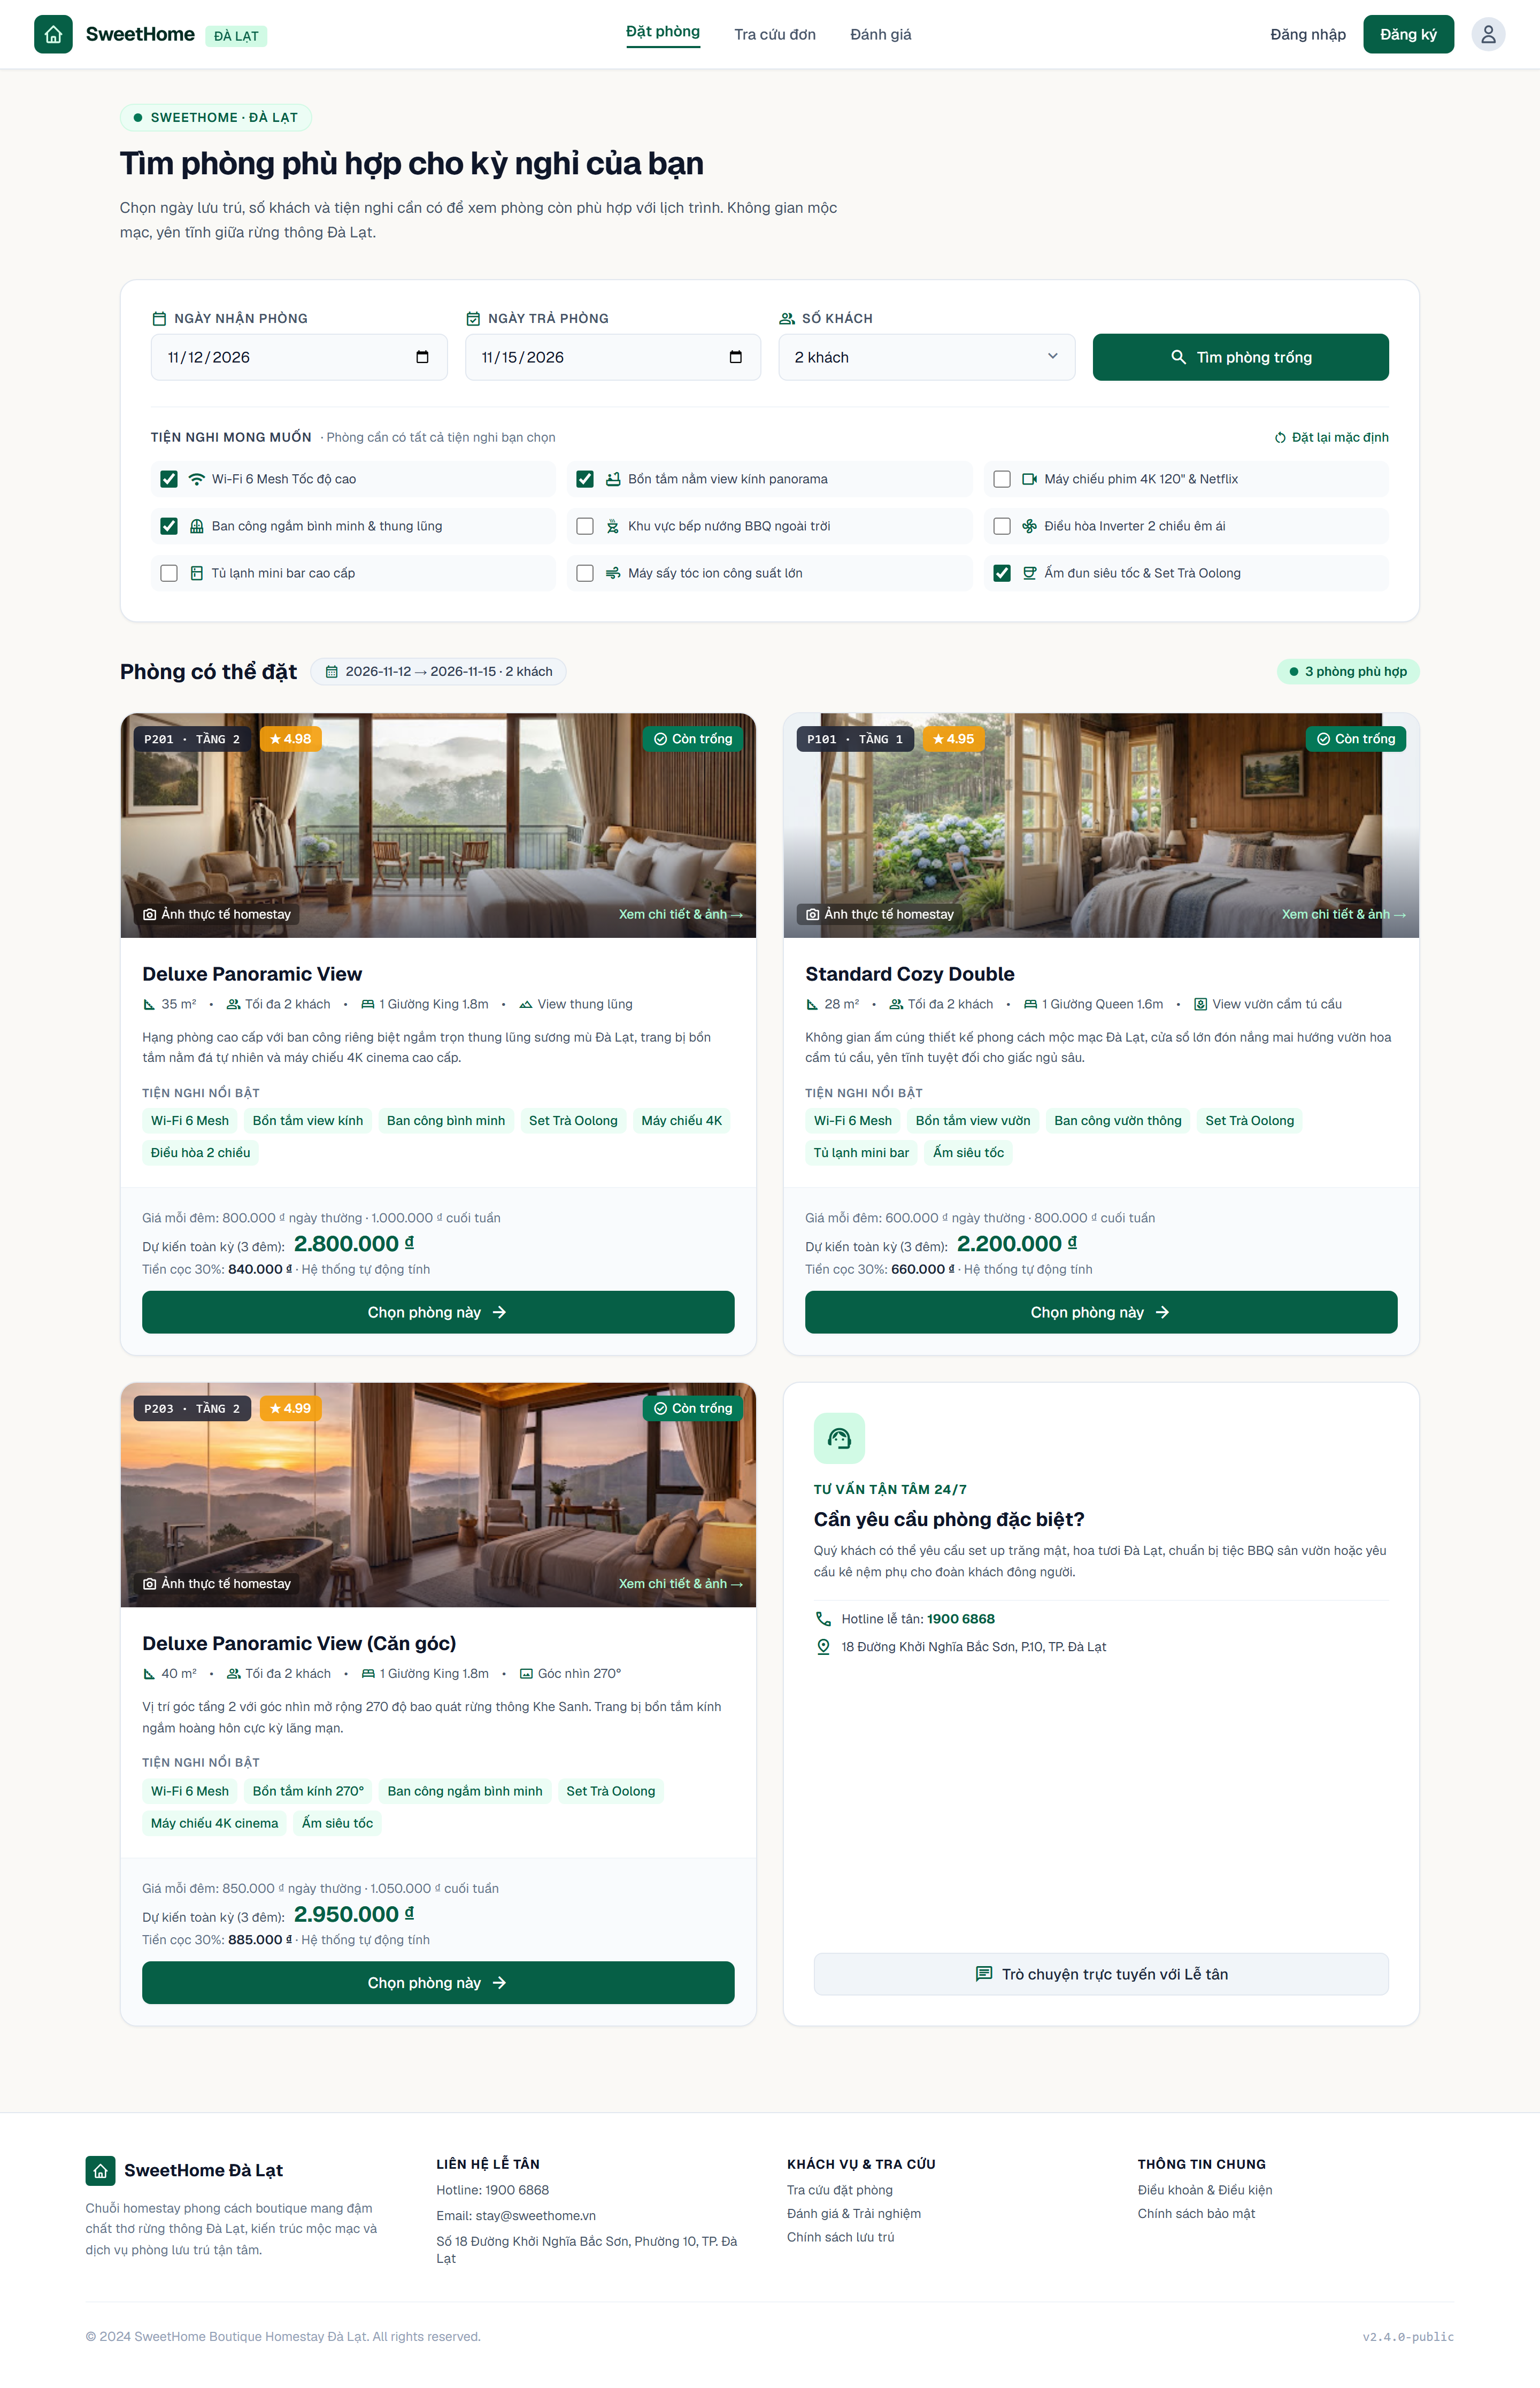 SweetHome ĐÀ LẠT
Đặt phòng
Tra cứu đơn
Đánh giá
Đăng nhập
Đăng ký
SWEETHOME · ĐÀ LẠT
Tìm phòng phù hợp cho kỳ nghỉ của bạn
Chọn ngày lưu trú, số khách và tiện nghi cần có để xem phòng còn phù hợp với lịch trình. Không gian mộc
mạc, yên tĩnh giữa rừng thông Đà Lạt.
NGÀY NHẬN PHÒNG
11/12/2026
NGÀY TRẢ PHÒNG
11/15/2026
SỐ KHÁCH
2 khách
Tìm phòng trống
TIỆN NGHI MONG MUỐN · Phòng cần có tất cả tiện nghi bạn chọn
Đặt lại mặc định
Wi-Fi 6 Mesh Tốc độ cao
Bồn tắm nằm view kính panorama
Máy chiếu phim 4K 120" & Netflix
Ban công ngắm bình minh & thung lũng
Khu vực bếp nướng BBQ ngoài trời
Điều hòa Inverter 2 chiều êm ái
Tủ lạnh mini bar cao cấp
Máy sấy tóc ion công suất lớn
Ấm đun siêu tốc & Set Trà Oolong
Phòng có thể đặt
2026-11-12 → 2026-11-15 · 2 khách
3 phòng phù hợp
P201 · TẦNG 2
★ 4.98
Còn trống
Ảnh thực tế homestay
Xem chi tiết & ảnh →
Deluxe Panoramic View
35 m² • Tối đa 2 khách • 1 Giường King 1.8m • View thung lũng
Hạng phòng cao cấp với ban công riêng biệt ngắm trọn thung lũng sương mù Đà Lạt, trang bị bồn
tắm nằm đá tự nhiên và máy chiếu 4K cinema cao cấp.
TIỆN NGHI NỔI BẬT
Wi-Fi 6 Mesh
Bồn tắm view kính
Ban công bình minh
Set Trà Oolong
Máy chiếu 4K
Điều hòa 2 chiều
Giá mỗi đêm: 800.000 ₫ ngày thường · 1.000.000 ₫ cuối tuần
Dự kiến toàn kỳ (3 đêm): 2.800.000 ₫
Tiền cọc 30%: 840.000 ₫ · Hệ thống tự động tính
Chọn phòng này →
P101 · TẦNG 1
★ 4.95
Còn trống
Ảnh thực tế homestay
Xem chi tiết & ảnh →
Standard Cozy Double
28 m² • Tối đa 2 khách • 1 Giường Queen 1.6m • View vườn cẩm tú cầu
Không gian ấm cúng thiết kế phong cách mộc mạc Đà Lạt, cửa sổ lớn đón nắng mai hướng vườn hoa
cẩm tú cầu, yên tĩnh tuyệt đối cho giấc ngủ sâu.
TIỆN NGHI NỔI BẬT
Wi-Fi 6 Mesh
Bồn tắm view vườn
Ban công vườn thông
Set Trà Oolong
Tủ lạnh mini bar
Ấm siêu tốc
Giá mỗi đêm: 600.000 ₫ ngày thường · 800.000 ₫ cuối tuần
Dự kiến toàn kỳ (3 đêm): 2.200.000 ₫
Tiền cọc 30%: 660.000 ₫ · Hệ thống tự động tính
Chọn phòng này →
P203 · TẦNG 2
★ 4.99
Còn trống
Ảnh thực tế homestay
Xem chi tiết & ảnh →
Deluxe Panoramic View (Căn góc)
40 m² • Tối đa 2 khách • 1 Giường King 1.8m • Góc nhìn 270°
Vị trí góc tầng 2 với góc nhìn mở rộng 270 độ bao quát rừng thông Khe Sanh. Trang bị bồn tắm kính
ngắm hoàng hôn cực kỳ lãng mạn.
TIỆN NGHI NỔI BẬT
Wi-Fi 6 Mesh
Bồn tắm kính 270°
Ban công ngắm bình minh
Set Trà Oolong
Máy chiếu 4K cinema
Ấm siêu tốc
Giá mỗi đêm: 850.000 ₫ ngày thường · 1.050.000 ₫ cuối tuần
Dự kiến toàn kỳ (3 đêm): 2.950.000 ₫
Tiền cọc 30%: 885.000 ₫ · Hệ thống tự động tính
Chọn phòng này →
TƯ VẤN TẬN TÂM 24/7
Cần yêu cầu phòng đặc biệt?
Quý khách có thể yêu cầu set up trăng mật, hoa tươi Đà Lạt, chuẩn bị tiệc BBQ sân vườn hoặc yêu
cầu kê nệm phụ cho đoàn khách đông người.
Hotline lễ tân: 1900 6868
18 Đường Khởi Nghĩa Bắc Sơn, P.10, TP. Đà Lạt
Trò chuyện trực tuyến với Lễ tân
SweetHome Đà Lạt
Chuỗi homestay phong cách boutique mang đậm
chất thơ rừng thông Đà Lạt, kiến trúc mộc mạc và
dịch vụ phòng lưu trú tận tâm.
LIÊN HỆ LỄ TÂN
Hotline: 1900 6868
Email: stay@sweethome.vn
Số 18 Đường Khởi Nghĩa Bắc Sơn, Phường 10, TP. Đà
Lạt
KHÁCH VỤ & TRA CỨU
Tra cứu đặt phòng
Đánh giá & Trải nghiệm
Chính sách lưu trú
THÔNG TIN CHUNG
Điều khoản & Điều kiện
Chính sách bảo mật
© 2024 SweetHome Boutique Homestay Đà Lạt. All rights reserved.
v2.4.0-public